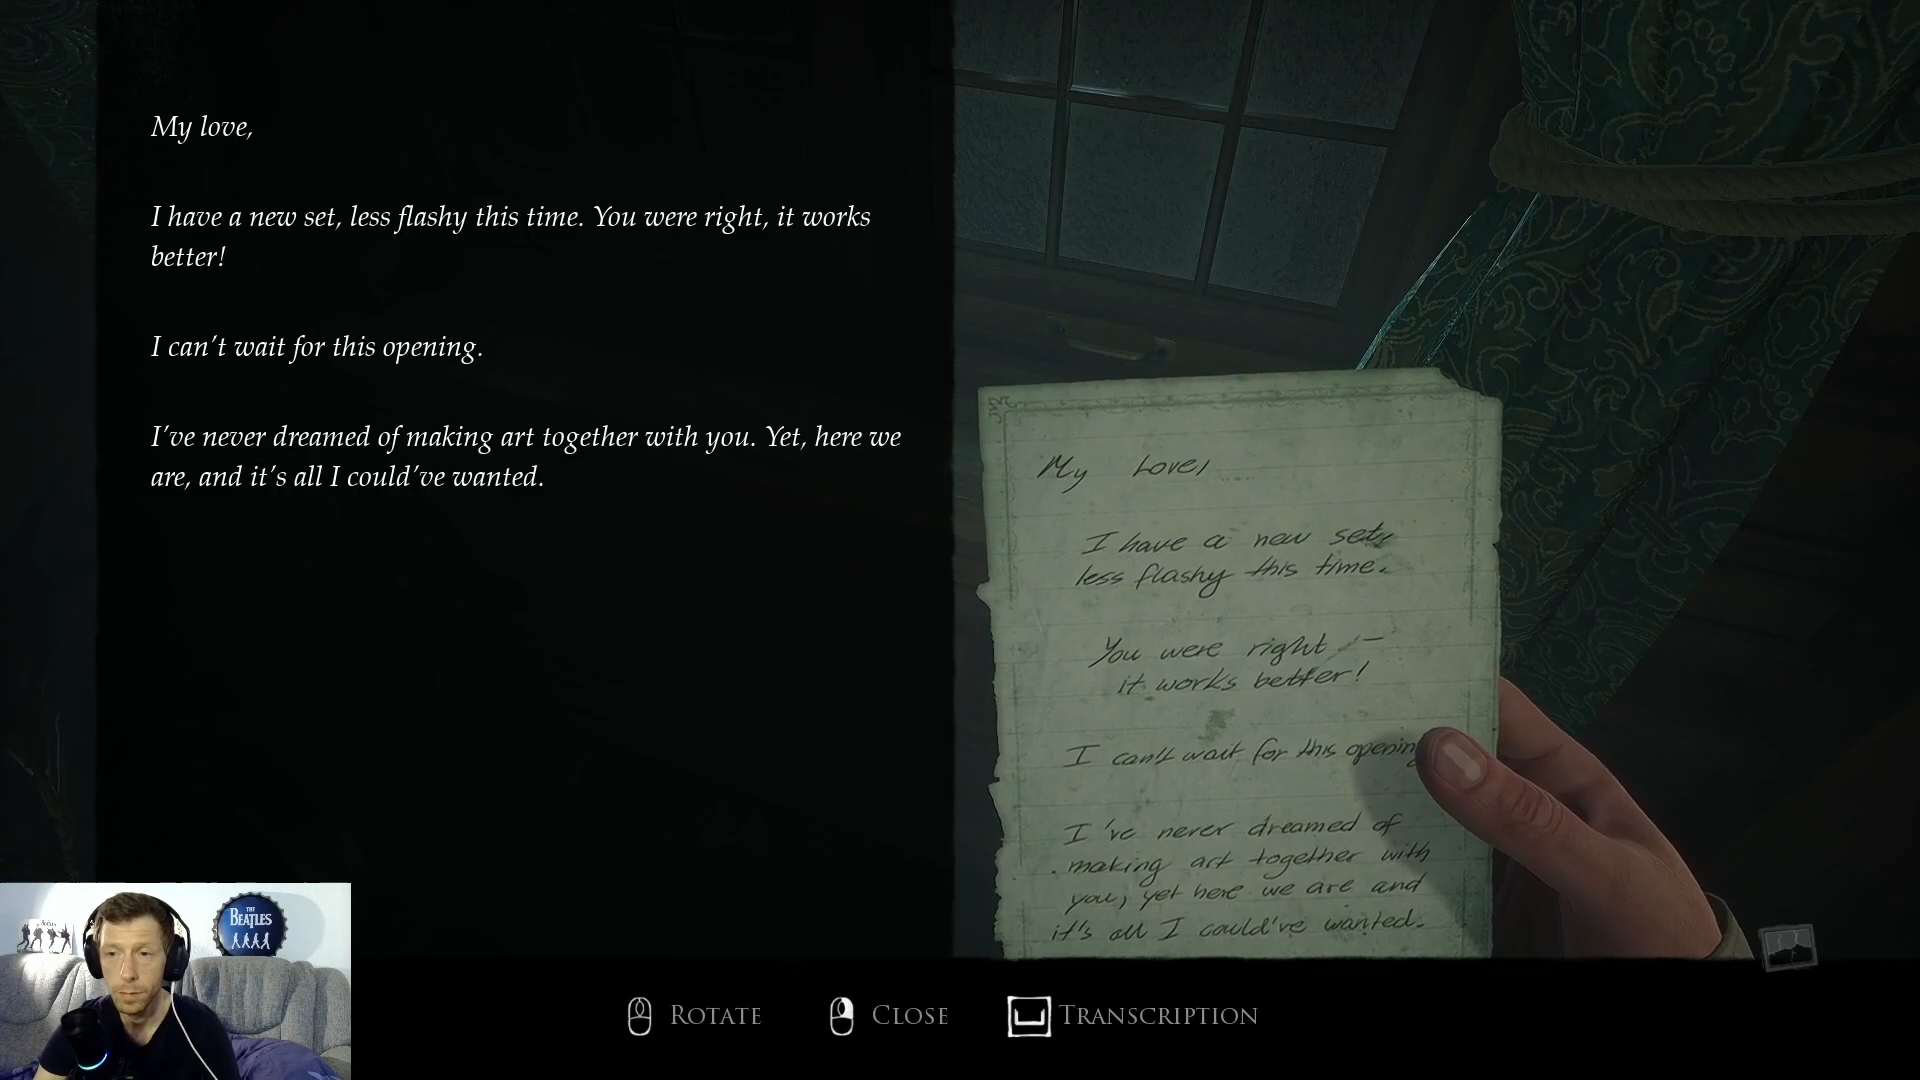 My love,
I have a new set, less flashy this time. You were right, it works
better!
I can't wait for this opening.
I've never dreamed of making art together with you. Yet, here we
are, and it's all I could've wanted.
My Love,
I have a new set,
less flashy this time.
You were right —
it works better!
I can't wait for this opening
I 've never dreamed of
making art together with
you, yet here we are and
it's all I could've wanted.
THE
BEATLES
ROTATE
CLOSE
TRANSCRIPTION